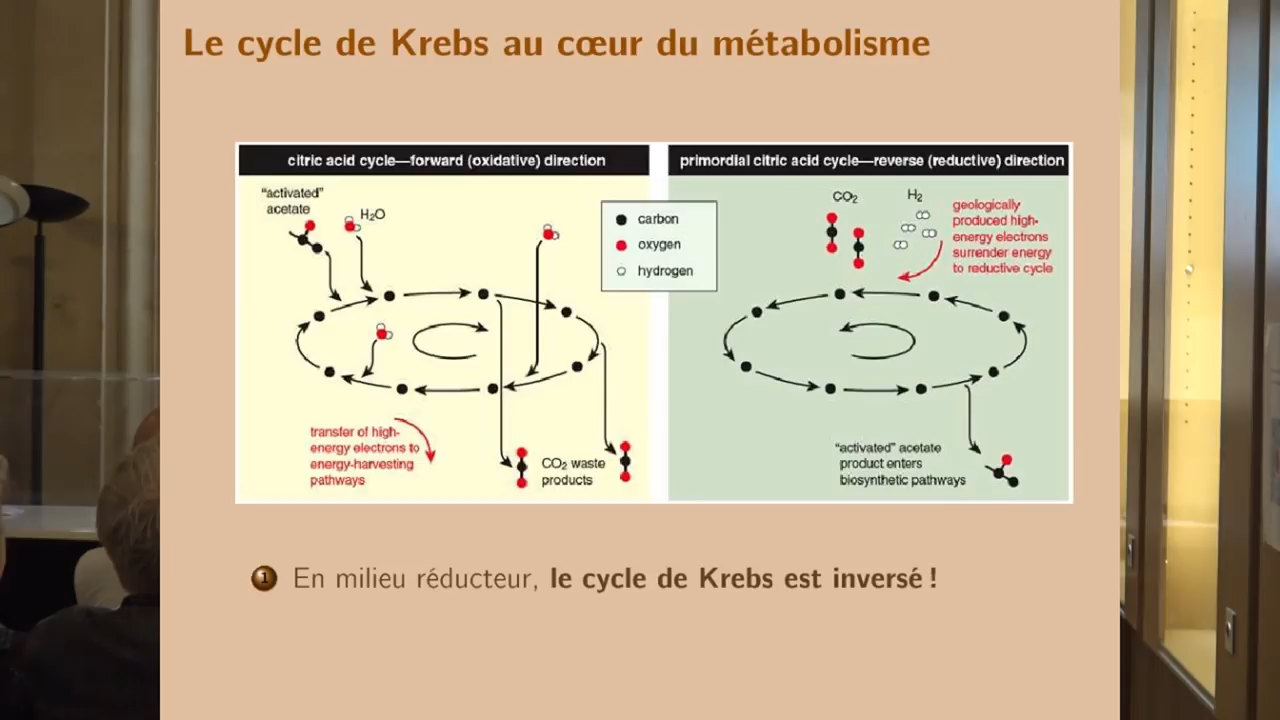 Le cycle de Krebs au cœur du métabolisme
citric acid cycle—forward (oxidative) direction
"activated"
acetate
H₂O
transfer of high-
energy electrons to
energy-harvesting
pathways
CO₂ waste
products
carbon
oxygen
hydrogen
primordial citric acid cycle—reverse (reductive) direction
CO₂
H₂
geologically
produced high-
energy electrons
surrender energy
to reductive cycle
"activated" acetate
product enters
biosynthetic pathways
1 En milieu réducteur, le cycle de Krebs est inversé !